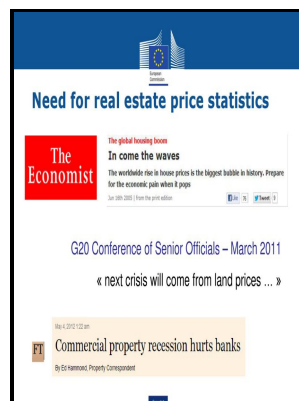 European
Commission
Need for real estate price statistics
The
Economist
The global housing boom
In come the waves
The worldwide rise in house prices is the biggest bubble in history. Prepare
for the economic pain when it pops
Jun 16th 2005 | From the print edition
Like
Tweet
G20 Conference of Senior Officials – March 2011
« next crisis will come from land prices ... »
May 4, 2012 1:22 am
FT
Commercial property recession hurts banks
By Ed Hammond, Property Correspondent